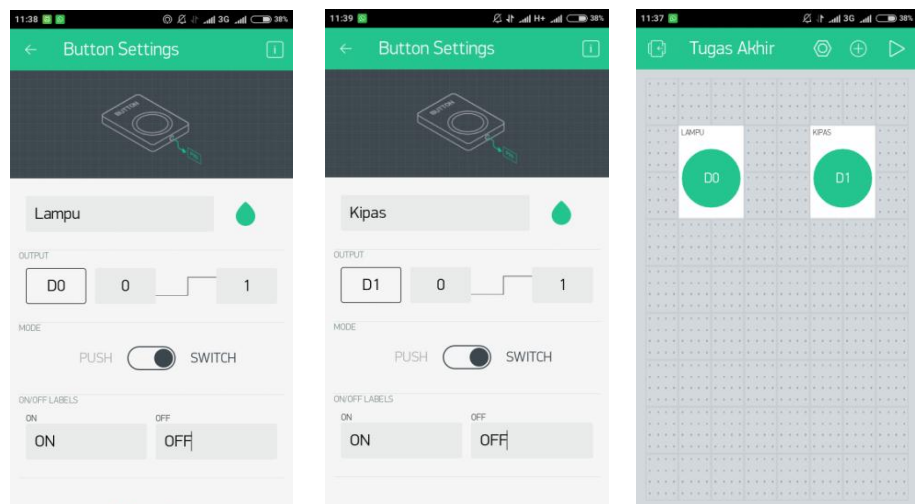 11:38 3G 38%
Button Settings
BUTTON
Lampu
OUTPUT
D0 0 1
MODE
PUSH SWITCH
ON/OFF LABELS
ON OFF
ON OFF
11:39 H+ 38%
Button Settings
BUTTON
Kipas
OUTPUT
D1 0 1
MODE
PUSH SWITCH
ON/OFF LABELS
ON OFF
ON OFF
11:37 3G 38%
Tugas Akhir
LAMPU KIPAS
D0 D1